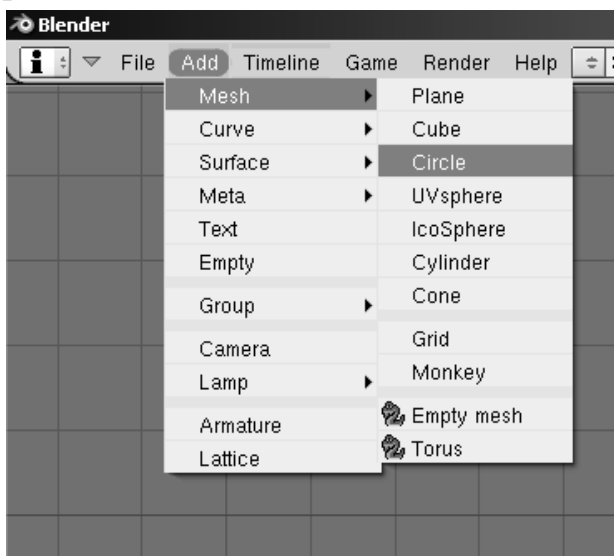 Blender
File Add Timeline Game Render Help
Mesh
Curve
Surface
Meta
Text
Empty
Group
Camera
Lamp
Armature
Lattice
Plane
Cube
Circle
UVsphere
IcoSphere
Cylinder
Cone
Grid
Monkey
Empty mesh
Torus